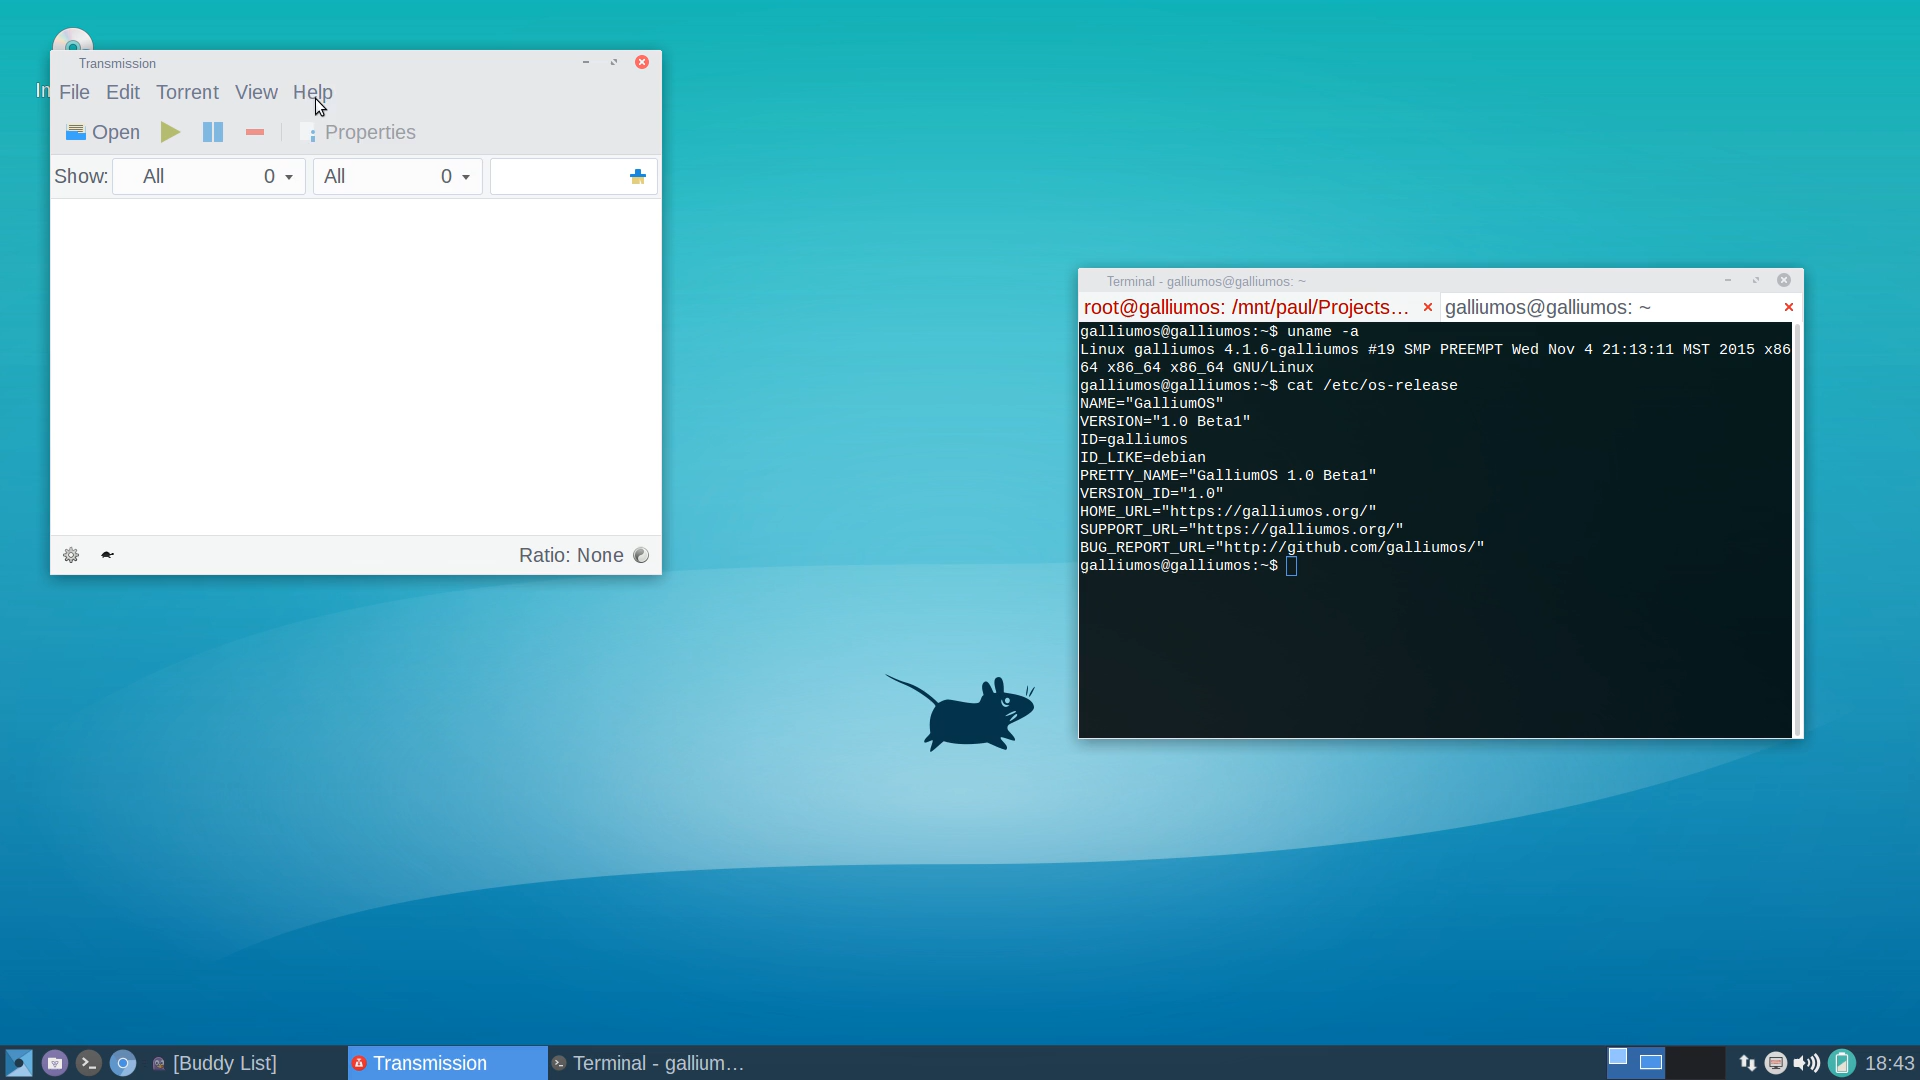 In
Transmission
File Edit Torrent View Help
Open Properties
Show: All 0 All 0
Ratio: None
Terminal - galliumos@galliumos: ~
root@galliumos: /mnt/paul/Projects… galliumos@galliumos: ~
galliumos@galliumos:~$ uname -a
Linux galliumos 4.1.6-galliumos #19 SMP PREEMPT Wed Nov 4 21:13:11 MST 2015 x86
64 x86_64 x86_64 GNU/Linux
galliumos@galliumos:~$ cat /etc/os-release
NAME="GalliumOS"
VERSION="1.0 Beta1"
ID=galliumos
ID_LIKE=debian
PRETTY_NAME="GalliumOS 1.0 Beta1"
VERSION_ID="1.0"
HOME_URL="https://galliumos.org/"
SUPPORT_URL="https://galliumos.org/"
BUG_REPORT_URL="http://github.com/galliumos/"
galliumos@galliumos:~$
[Buddy List] Transmission Terminal - gallium… 18:43